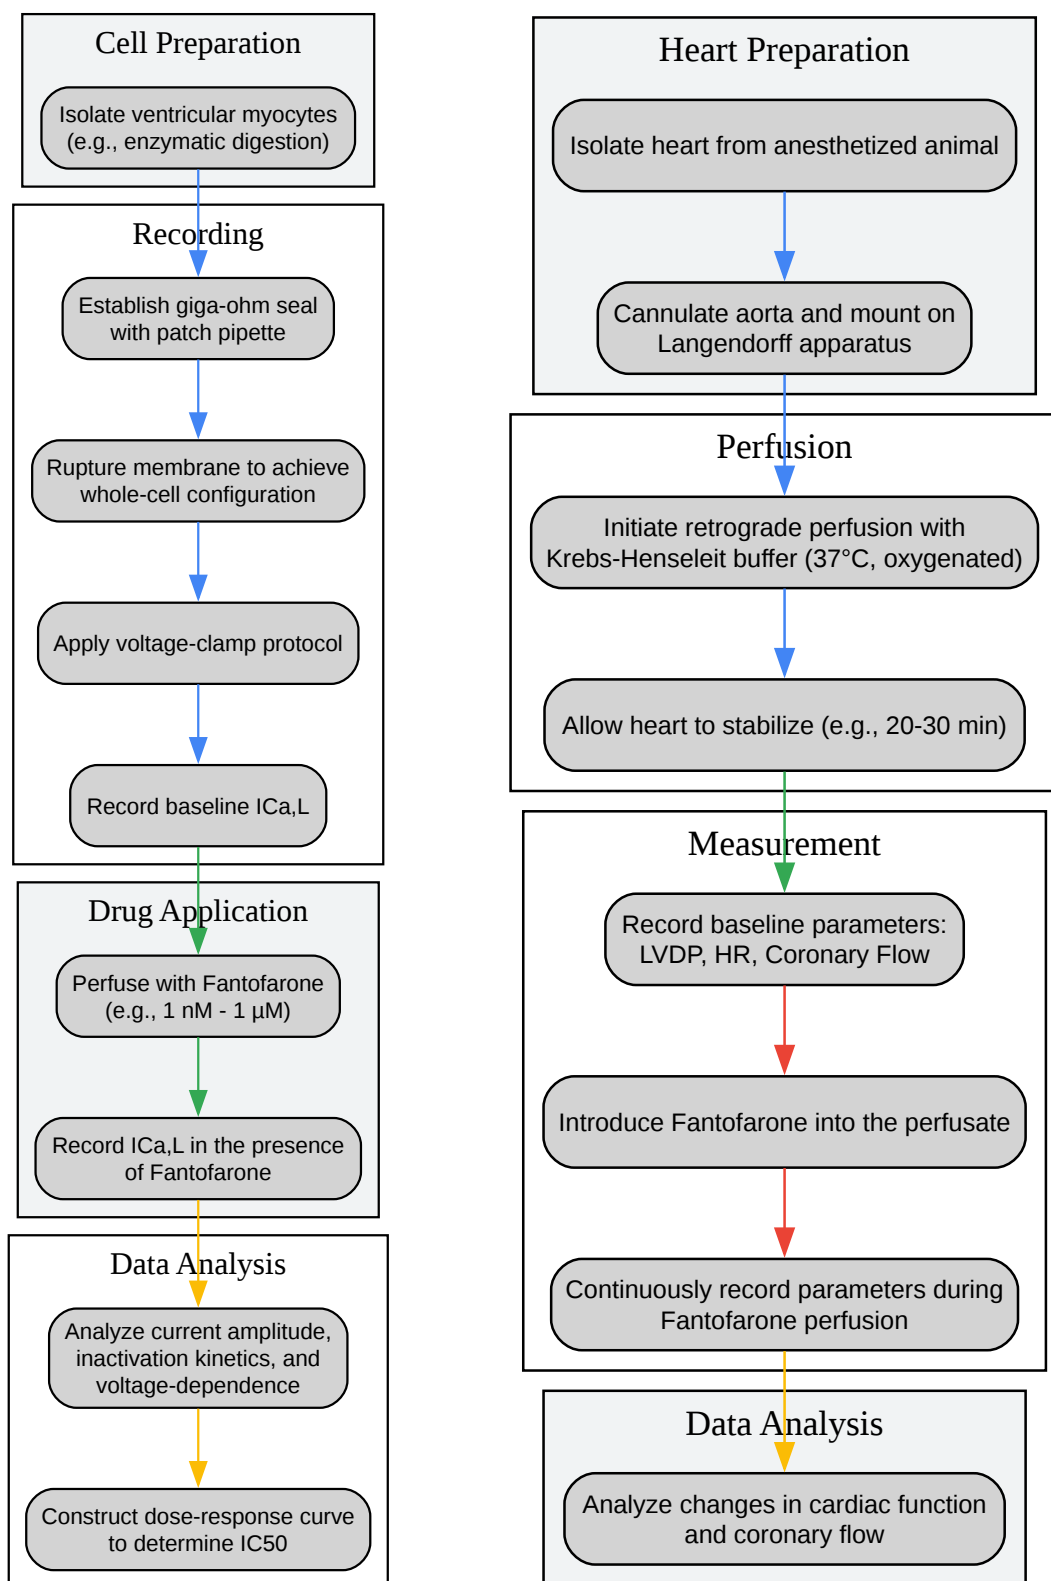 Cell Preparation
Isolate ventricular myocytes
(e.g., enzymatic digestion)
Recording
Establish giga-ohm seal
with patch pipette
Rupture membrane to achieve
whole-cell configuration
Apply voltage-clamp protocol
Record baseline ICa,L
Drug Application
Perfuse with Fantofarone
(e.g., 1 nM - 1 µM)
Record ICa,L in the presence
of Fantofarone
Data Analysis
Analyze current amplitude,
inactivation kinetics, and
voltage-dependence
Construct dose-response curve
to determine IC50
Heart Preparation
Isolate heart from anesthetized animal
Cannulate aorta and mount on
Langendorff apparatus
Perfusion
Initiate retrograde perfusion with
Krebs-Henseleit buffer (37°C, oxygenated)
Allow heart to stabilize (e.g., 20-30 min)
Measurement
Record baseline parameters:
LVDP, HR, Coronary Flow
Introduce Fantofarone into the perfusate
Continuously record parameters during
Fantofarone perfusion
Data Analysis
Analyze changes in cardiac function
and coronary flow